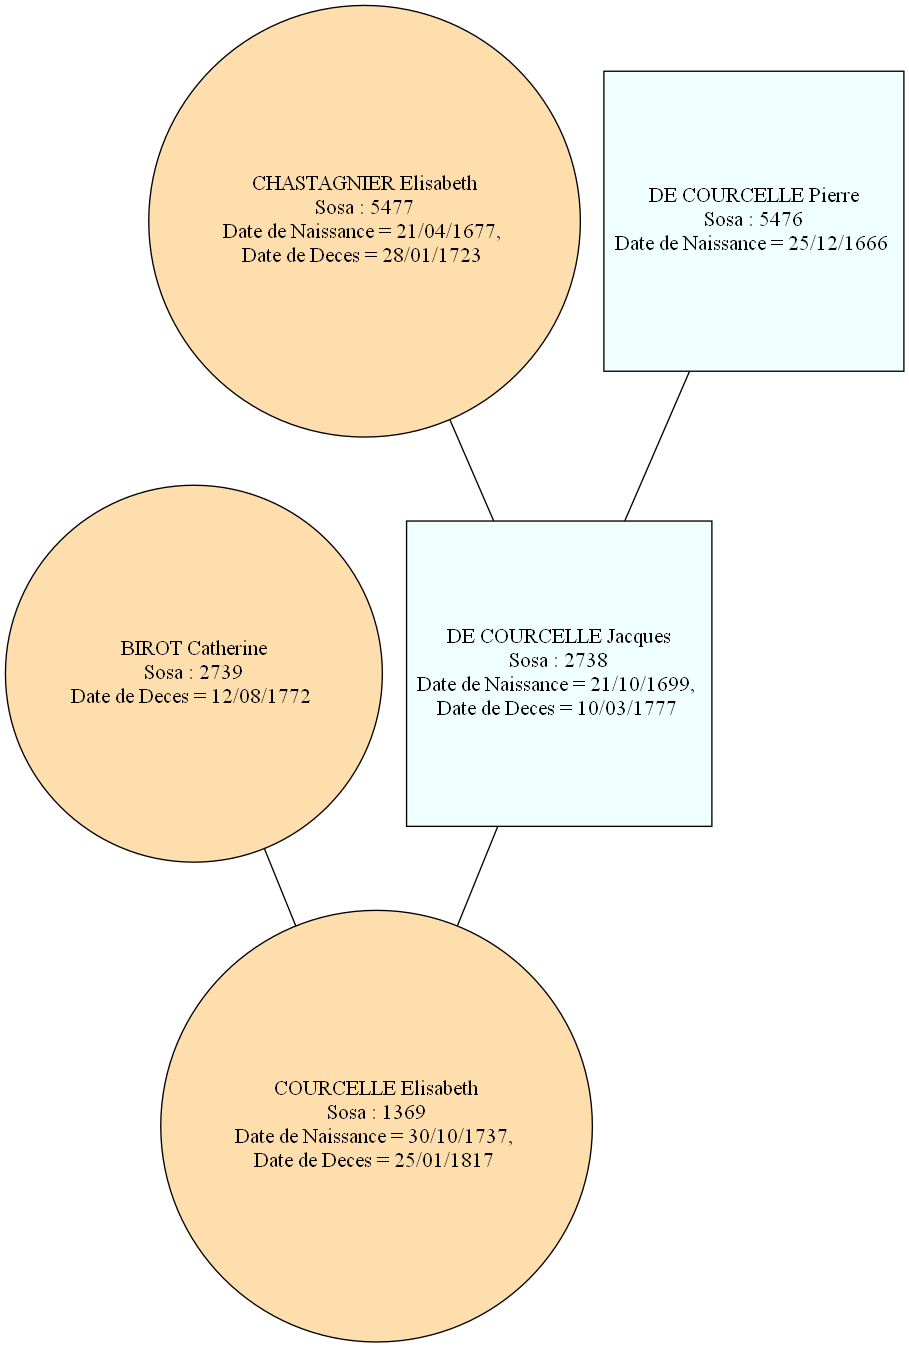 CHASTAGNIER Elisabeth
Sosa : 5477
Date de Naissance = 21/04/1677,
Date de Deces = 28/01/1723
DE COURCELLE Pierre
Sosa : 5476
Date de Naissance = 25/12/1666
BIROT Catherine
Sosa : 2739
Date de Deces = 12/08/1772
DE COURCELLE Jacques
Sosa : 2738
Date de Naissance = 21/10/1699,
Date de Deces = 10/03/1777
COURCELLE Elisabeth
Sosa : 1369
Date de Naissance = 30/10/1737,
Date de Deces = 25/01/1817